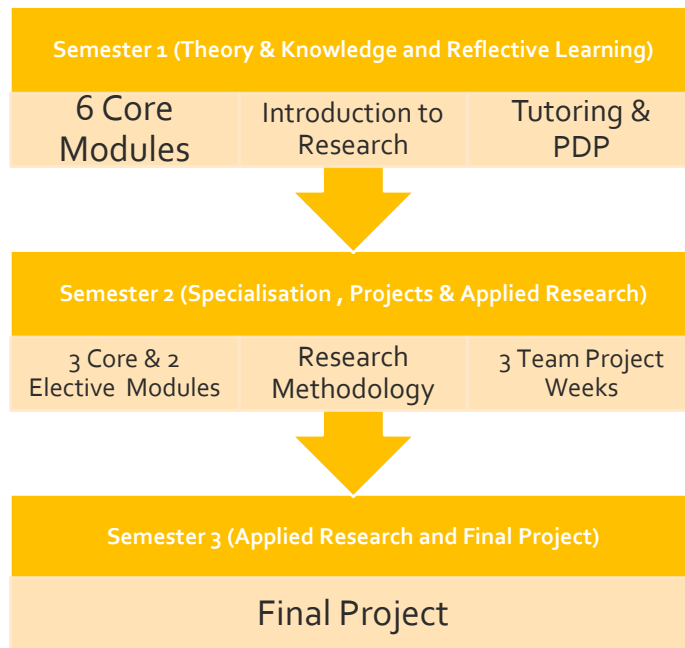 Semester 1 (Theory & Knowledge and Reflective Learning)
6 Core
Modules
Introduction to
Research
Tutoring &
PDP
Semester 2 (Specialisation , Projects & Applied Research)
3 Core & 2
Elective Modules
Research
Methodology
3 Team Project
Weeks
Semester 3 (Applied Research and Final Project)
Final Project